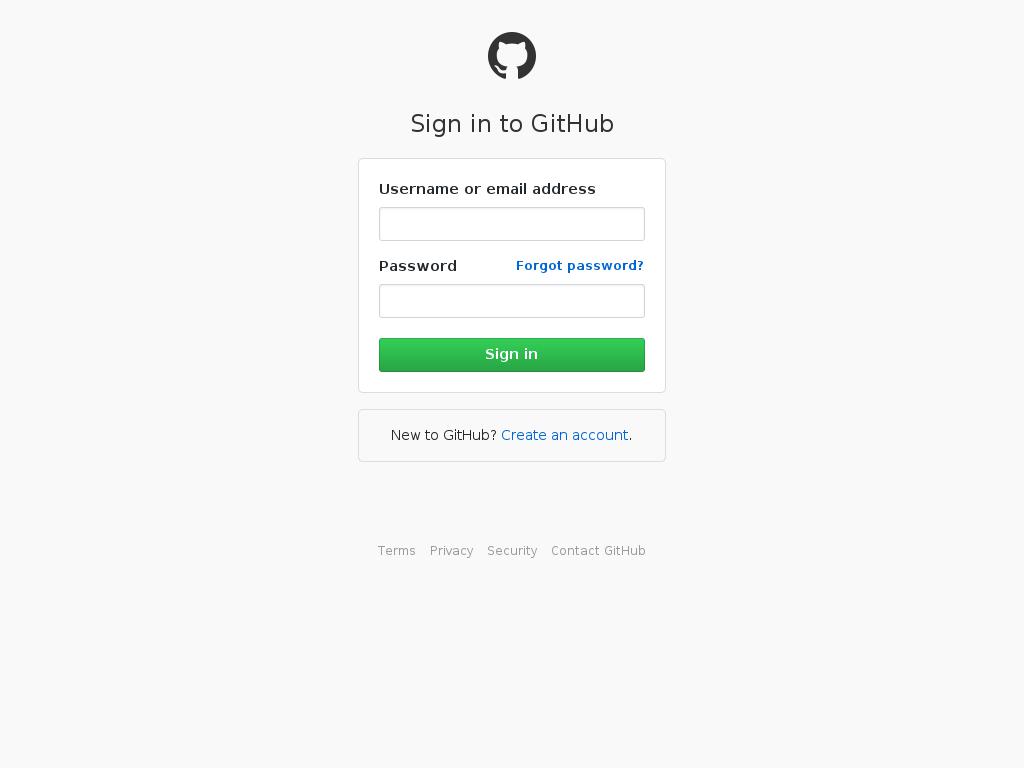 Sign in to GitHub
Username or email address
Password Forgot password?
Sign in
New to GitHub? Create an account.
Terms Privacy Security Contact GitHub